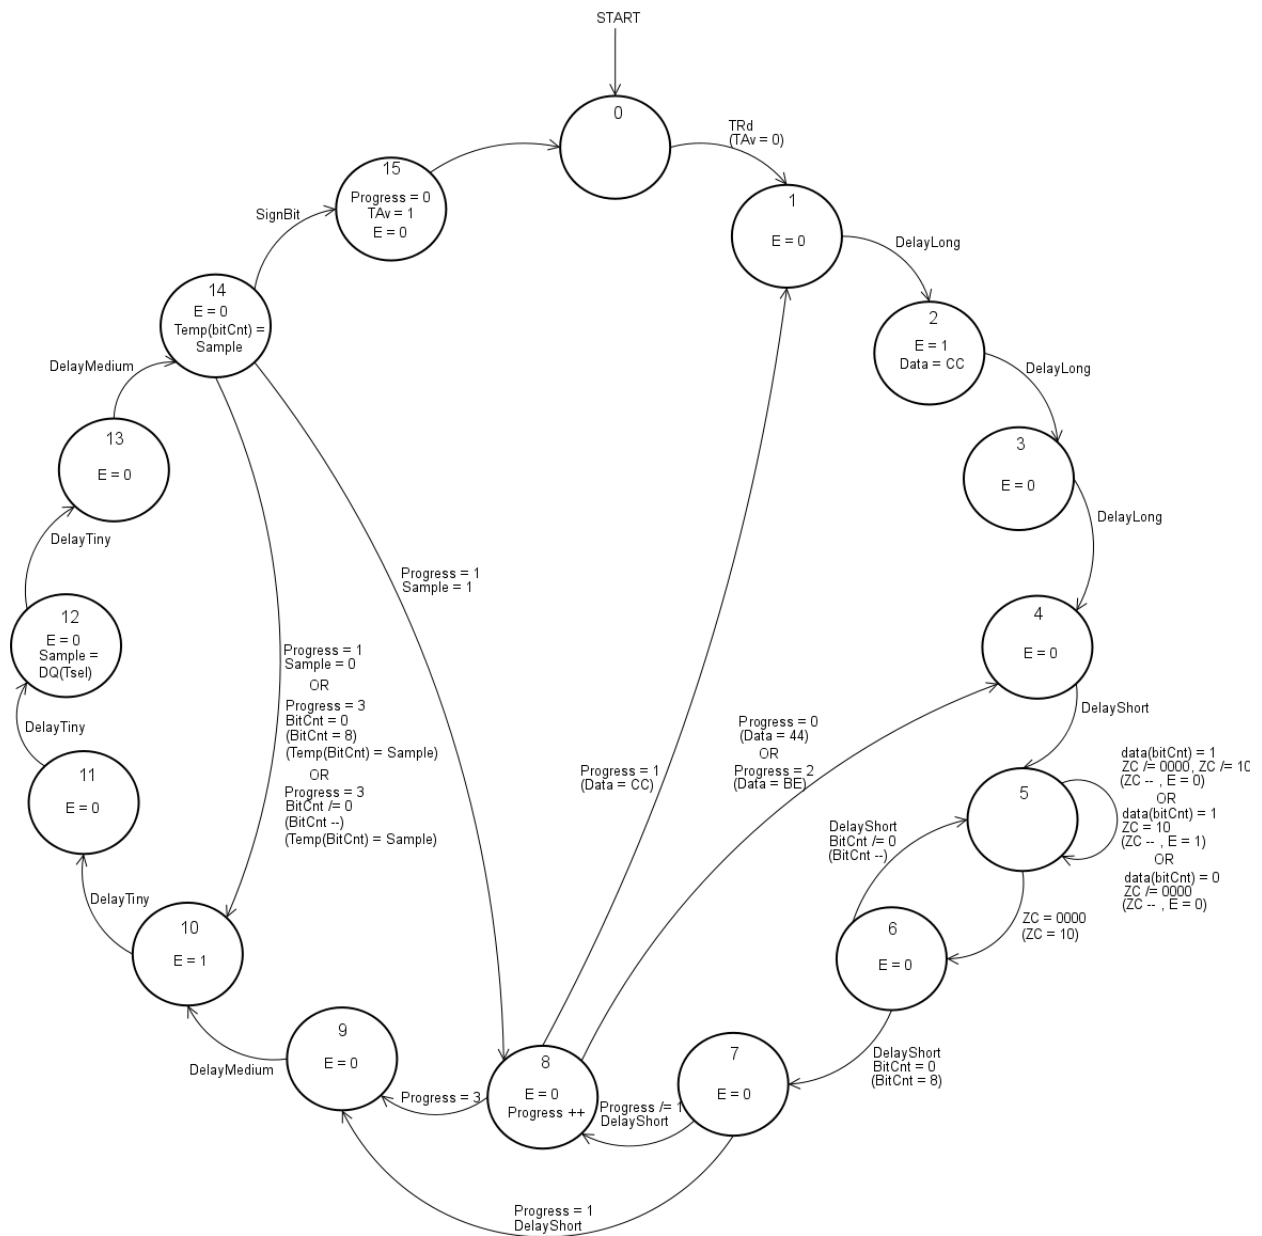 START
0
TRd
(TAv = 0)
15
Progress = 0
TAv = 1
E = 0
SignBit
1
E = 0
DelayLong
14
E = 0
Temp(bitCnt) =
Sample
2
E = 1
Data = CC
DelayLong
DelayMedium
13
E = 0
3
E = 0
DelayLong
DelayTiny
Progress = 1
Sample = 1
12
E = 0
Sample =
DQ(Tsel)
4
E = 0
Progress = 1
Sample = 0
OR
Progress = 3
BitCnt = 0
(BitCnt = 8)
(Temp(BitCnt) = Sample)
OR
Progress = 3
BitCnt /= 0
(BitCnt --)
(Temp(BitCnt) = Sample)
DelayShort
DelayTiny
Progress = 0
(Data = 44)
OR
Progress = 2
(Data = BE)
Progress = 1
(Data = CC)
11
E = 0
5
data(bitCnt) = 1
ZC /= 0000, ZC /= 10
(ZC -- , E = 0)
OR
data(bitCnt) = 1
ZC = 10
(ZC -- , E = 1)
OR
data(bitCnt) = 0
ZC /= 0000
(ZC -- , E = 0)
DelayShort
BitCnt /= 0
(BitCnt --)
DelayTiny
10
E = 1
ZC = 0000
(ZC = 10)
6
E = 0
9
E = 0
DelayMedium
DelayShort
BitCnt = 0
(BitCnt = 8)
7
E = 0
8
E = 0
Progress ++
Progress = 3
Progress /= 1
DelayShort
Progress = 1
DelayShort